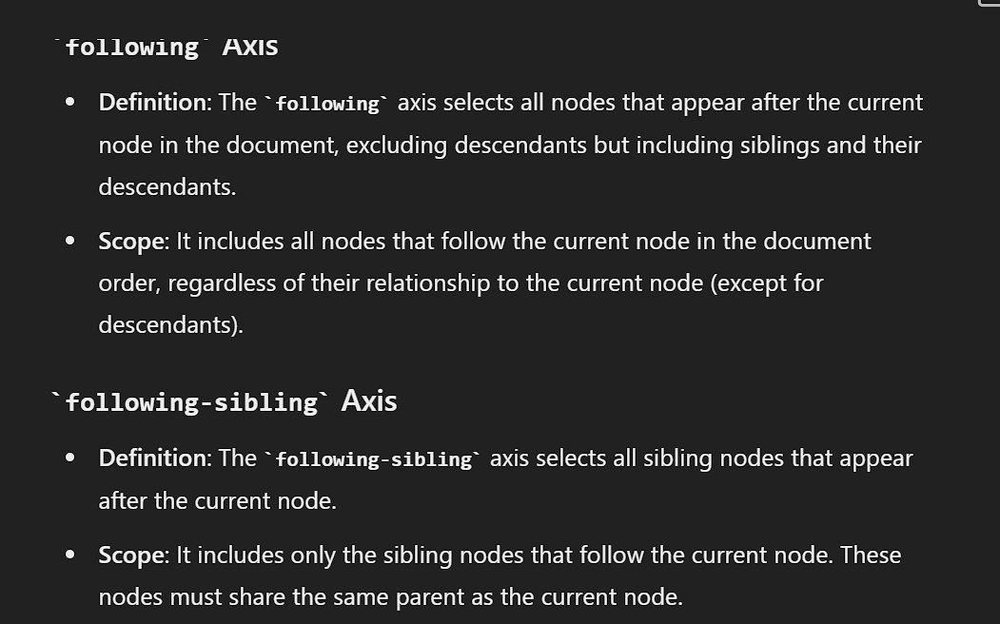 `following` Axis
• Definition: The `following` axis selects all nodes that appear after the current
node in the document, excluding descendants but including siblings and their
descendants.
• Scope: It includes all nodes that follow the current node in the document
order, regardless of their relationship to the current node (except for
descendants).
`following-sibling` Axis
• Definition: The `following-sibling` axis selects all sibling nodes that appear
after the current node.
• Scope: It includes only the sibling nodes that follow the current node. These
nodes must share the same parent as the current node.